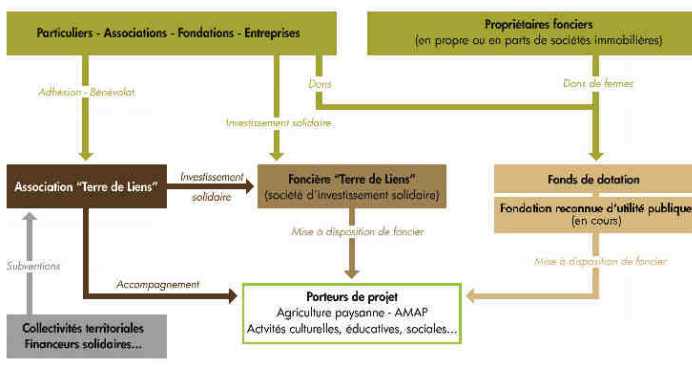 Particuliers - Associations - Fondations - Entreprises
Propriétaires fonciers
(en propre ou en parts de sociétés immobilières)
Adhésion - Bénévolat
Dons
Investissement solidaire
Dons de fermes
Association "Terre de Liens"
Investissement
solidaire
Foncière "Terre de Liens"
(société d'investissement solidaire)
Fonds de dotation
Fondation reconnue d'utilité publique
(en cours)
Mise à disposition de foncier
Mise à disposition de foncier
Subventions
Accompagnement
Porteurs de projet
Agriculture paysanne - AMAP
Actvités culturelles, éducatives, sociales...
Collectivités territoriales
Financeurs solidaires...